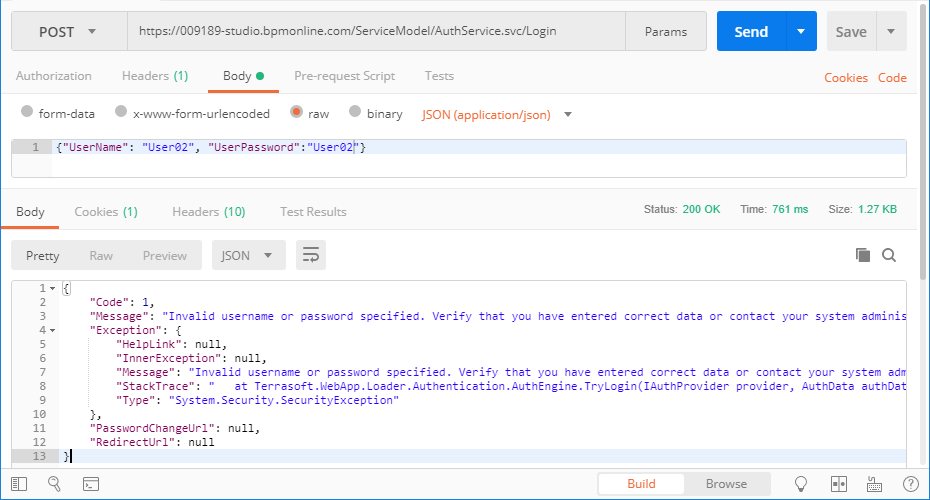 POST https://009189-studio.bpmonline.com/ServiceModel/AuthService.svc/Login Params Send Save
Authorization Headers (1) Body Pre-request Script Tests Cookies Code
form-data x-www-form-urlencoded raw binary JSON (application/json)
1 {"UserName": "User02", "UserPassword":"User02"}
Body Cookies (1) Headers (10) Test Results Status: 200 OK Time: 761 ms Size: 1.27 KB
Pretty Raw Preview JSON
1 {
2 "Code": 1,
3 "Message": "Invalid username or password specified. Verify that you have entered correct data or contact your system adminis
4 "Exception": {
5 "HelpLink": null,
6 "InnerException": null,
7 "Message": "Invalid username or password specified. Verify that you have entered correct data or contact your system adm
8 "StackTrace": "   at Terrasoft.WebApp.Loader.Authentication.AuthEngine.TryLogin(IAuthProvider provider, AuthData authDat
9 "Type": "System.Security.SecurityException"
10 },
11 "PasswordChangeUrl": null,
12 "RedirectUrl": null
13 }
Build Browse